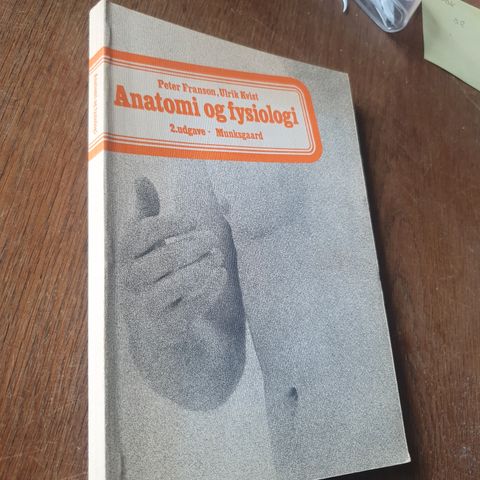 Peter Franson, Ulrik Kvist
Anatomi og fysiologi
2. udgave · Munksgaard